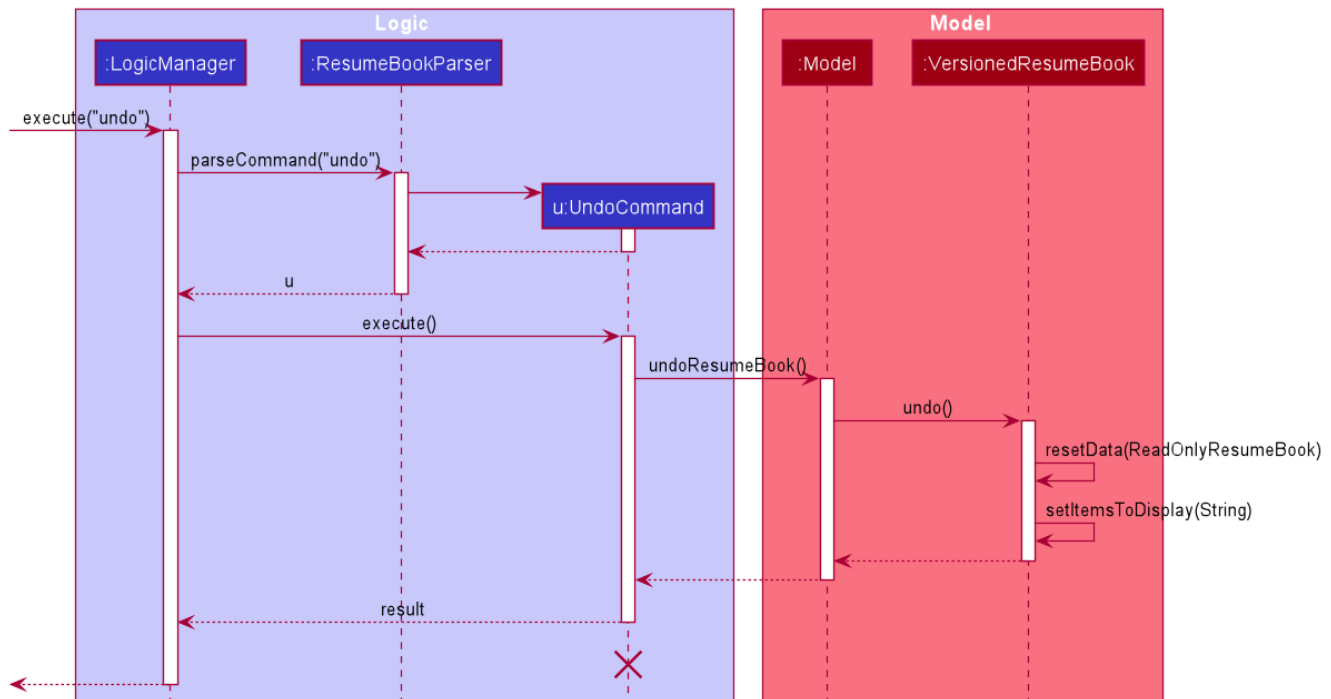 Logic
Model
:LogicManager
:ResumeBookParser
:Model
:VersionedResumeBook
execute("undo")
parseCommand("undo")
u:UndoCommand
u
execute()
undoResumeBook()
undo()
resetData(ReadOnlyResumeBook)
setItemsToDisplay(String)
result